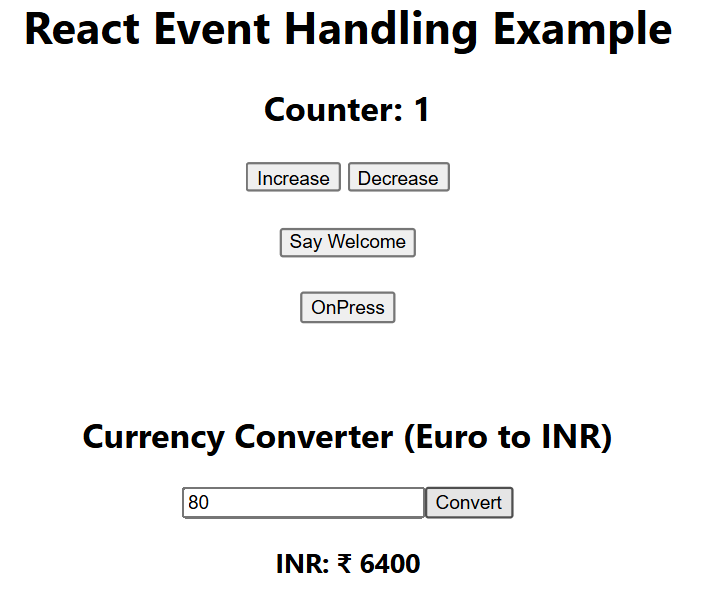 React Event Handling Example
Counter: 1
Increase Decrease
Say Welcome
OnPress
Currency Converter (Euro to INR)
80 Convert
INR: ₹ 6400